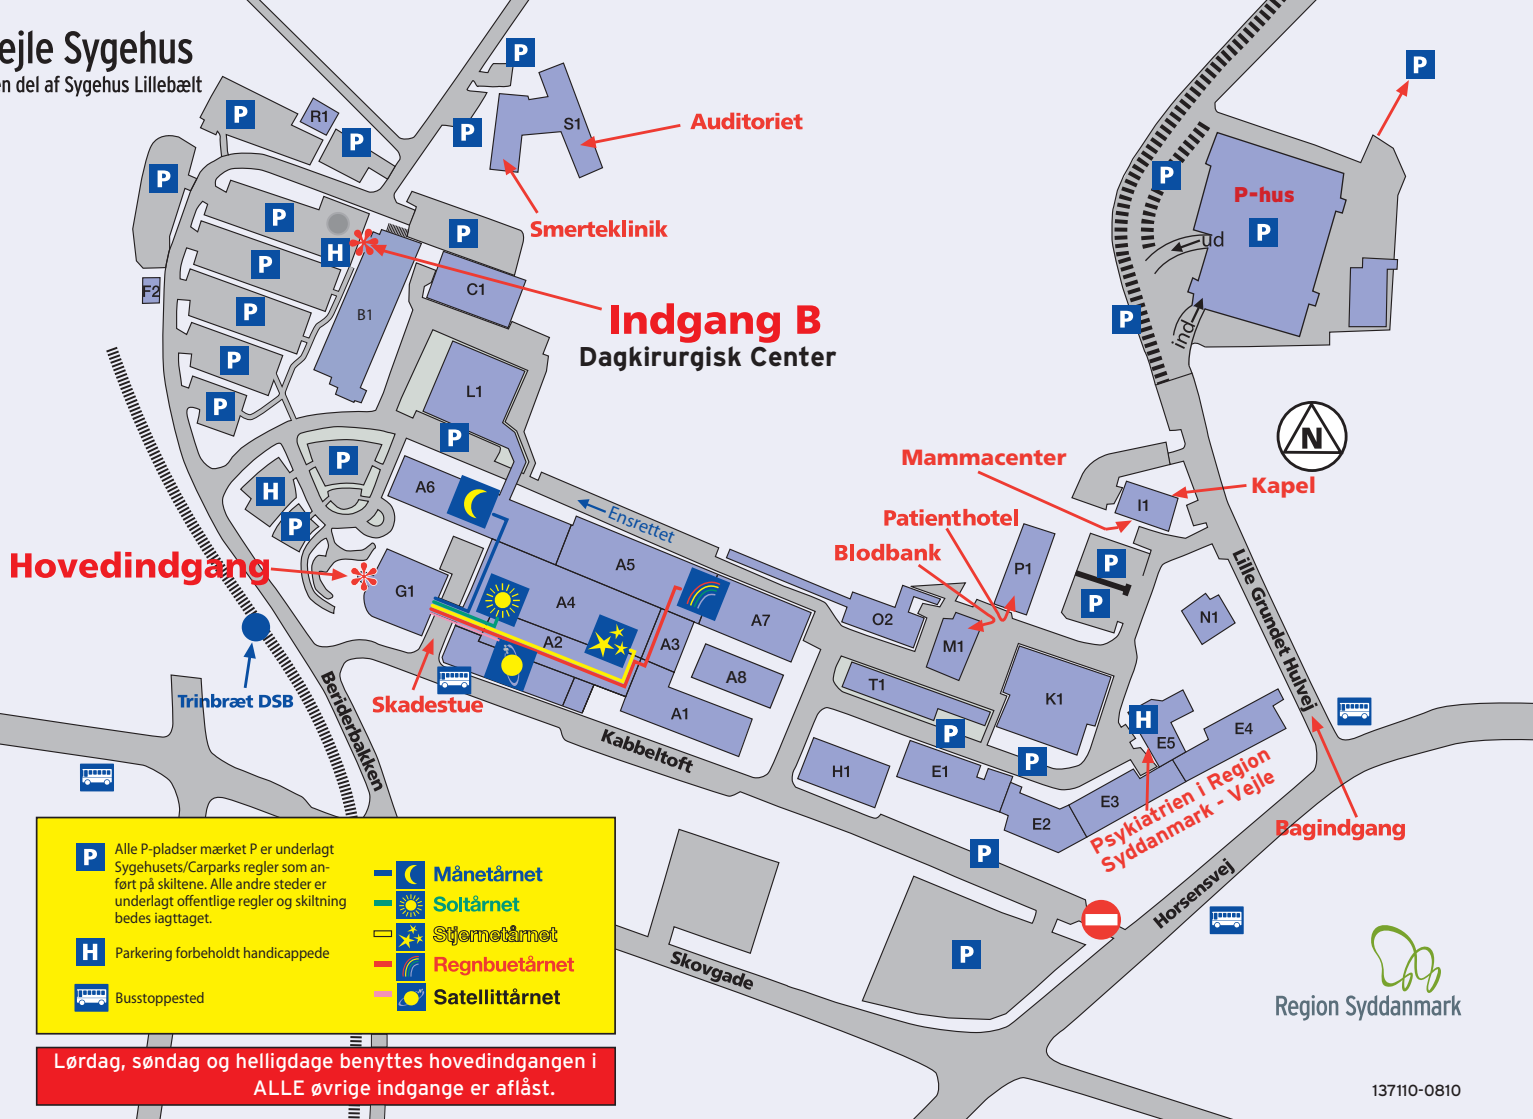 ejle Sygehus
en del af Sygehus Lillebælt
P
P
R1
P
P
S1
Auditoriet
P
P
P
P-hus
P
ud
ind
P
P
Smerteklinik
P
H
P
C1
F2
P
B1
P
P
P
Indgang B
Dagkirurgisk Center
L1
P
P
H
P
A6
Ensrettet
N
Mammacenter
Kapel
I1
Patienthotel
Blodbank
Hovedindgang
G1
A5
A4
A2
A3
A7
A8
A1
O2
P1
M1
P
P
N1
T1
K1
Lille Grundet Hulvej
Trinbræt DSB
Beriderbakken
Skadestue
Kabbeltoft
P
P
H
E5
E4
H1
E1
E2
E3
Psykiatrien i Region
Syddanmark - Vejle
Bagindgang
P
Horsensvej
P
Skovgade
P
Alle P-pladser mærket P er underlagt
Sygehusets/Carparks regler som an-
ført på skiltene. Alle andre steder er
underlagt offentlige regler og skiltning
bedes iagttaget.
H
Parkering forbeholdt handicappede
Busstoppested
Månetårnet
Soltårnet
Stjernetårnet
Regnbuetårnet
Satellittårnet
Lørdag, søndag og helligdage benyttes hovedindgangen i
ALLE øvrige indgange er aflåst.
Region Syddanmark
137110-0810